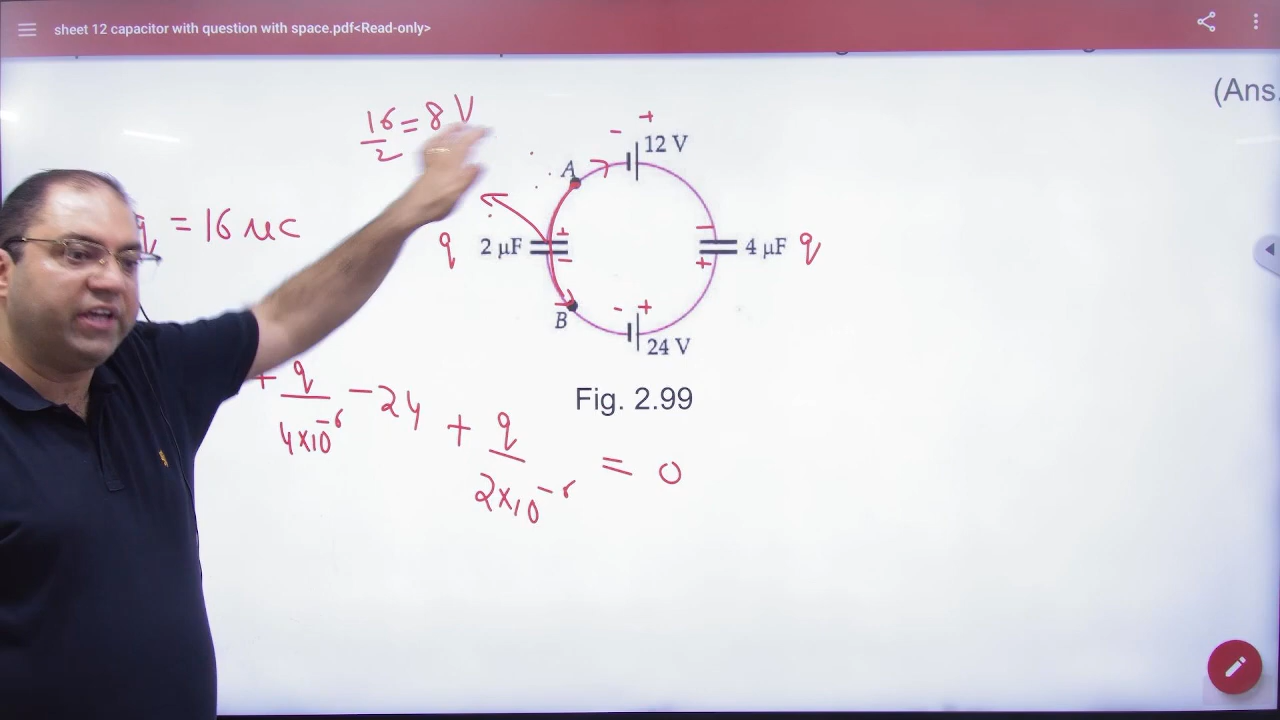 sheet 12 capacitor with question with space.pdf<Read-only>
(Ans.
16/2 = 8 V
- +
12 V
A
q = 16 µc
q 2 µF + -
- + 4 µF q
B
- +
24 V
Fig. 2.99
+ q/4×10^-6 - 24 + q/2×10^-6 = 0